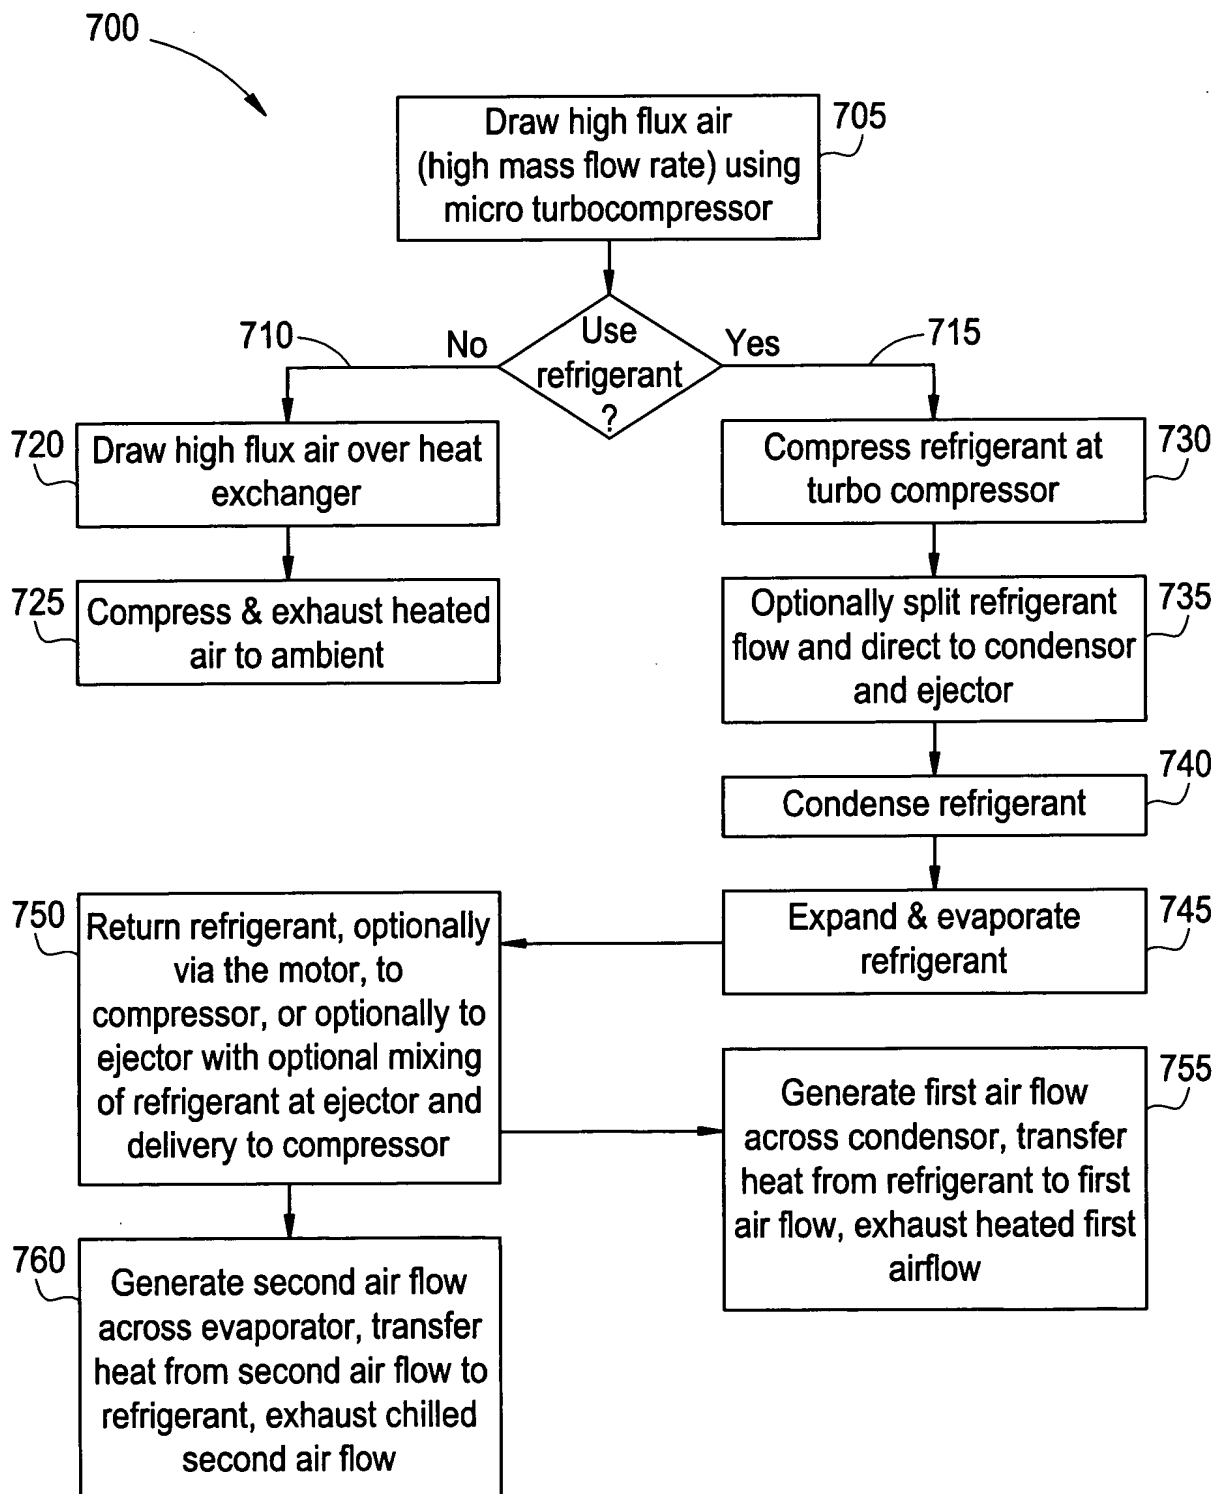 700
Draw high flux air
(high mass flow rate) using
micro turbocompressor
705
Use
refrigerant
?
No
710
Yes
715
720
Draw high flux air over heat
exchanger
725
Compress & exhaust heated
air to ambient
Compress refrigerant at
turbo compressor
730
Optionally split refrigerant
flow and direct to condensor
and ejector
735
Condense refrigerant
740
Expand & evaporate
refrigerant
745
750
Return refrigerant, optionally
via the motor, to
compressor, or optionally to
ejector with optional mixing
of refrigerant at ejector and
delivery to compressor
Generate first air flow
across condensor, transfer
heat from refrigerant to first
air flow, exhaust heated first
airflow
755
760
Generate second air flow
across evaporator, transfer
heat from second air flow to
refrigerant, exhaust chilled
second air flow